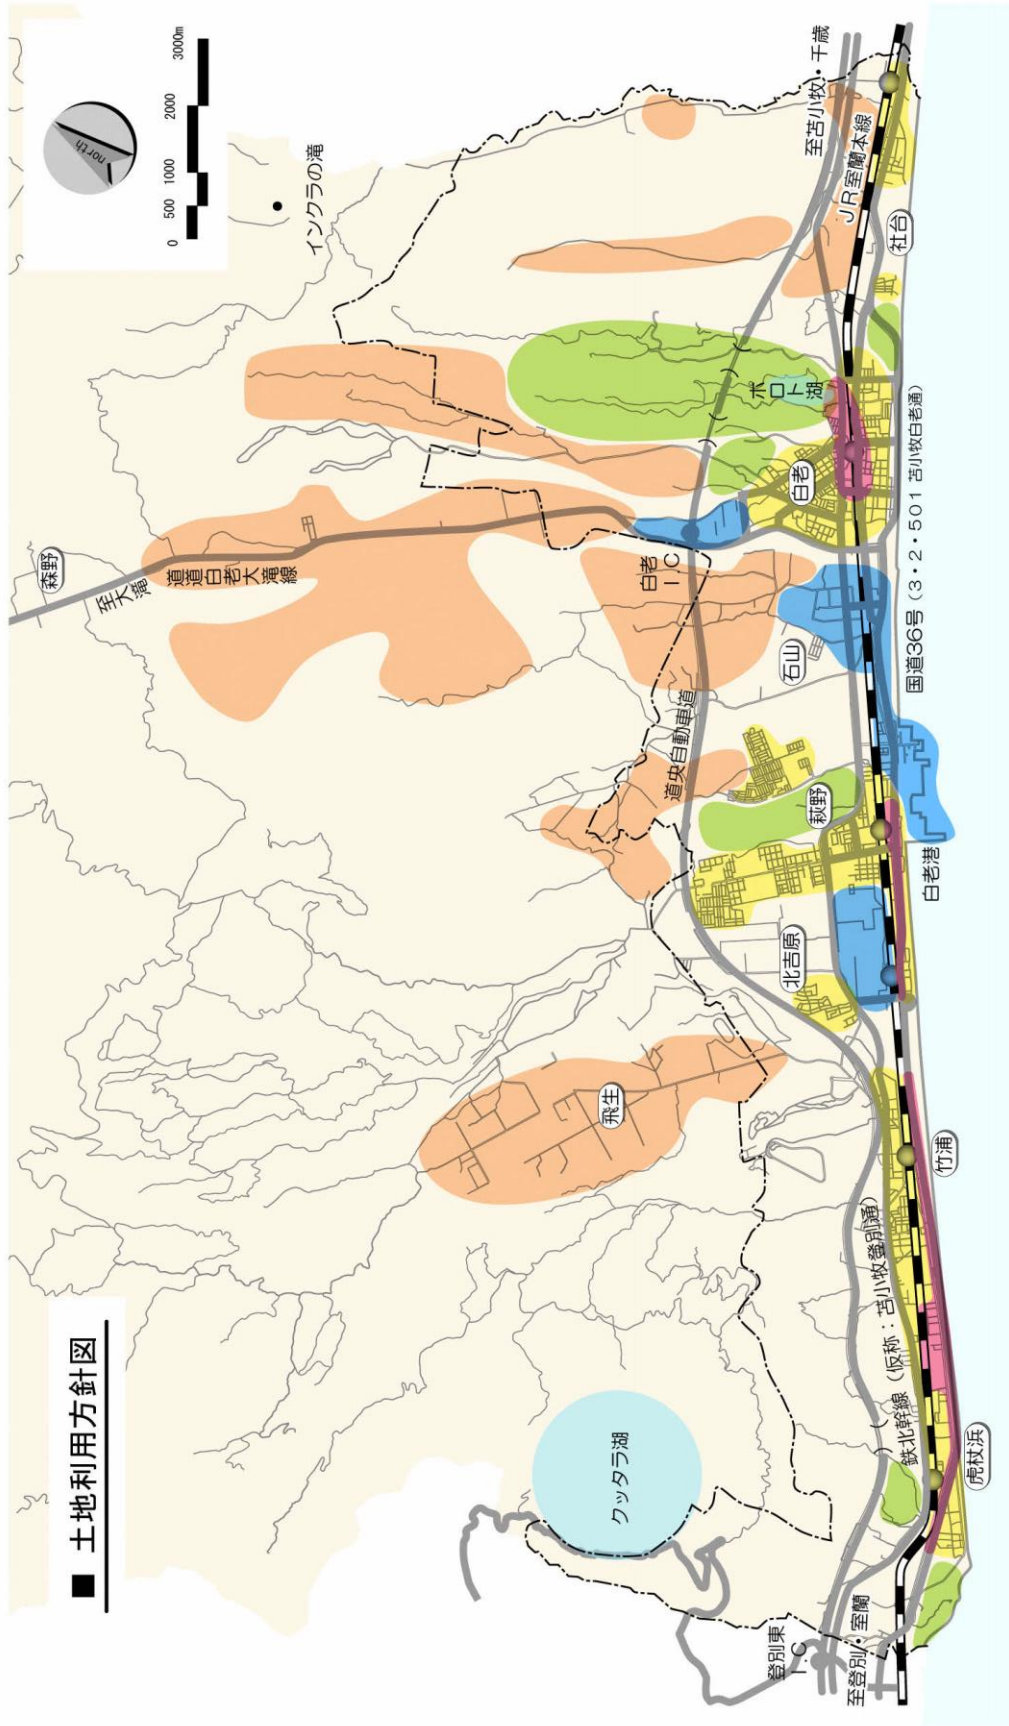 ■ 土地利用方針図
north
0 500 1000 2000 3000m
インクラの滝
森野
至大滝
道道白老大滝線
クッタラ湖
飛生
白老
I C
石山
道央自動車道
萩野
北吉原
ポロト湖
白老
至苫小牧・千歳
JR室蘭本線
社台
国道36号(3・2・501 苫小牧白老通)
白老港
竹浦
鉄北幹線(仮称:苫小牧登別通)
虎杖浜
登別東
I.C
至登別・室蘭